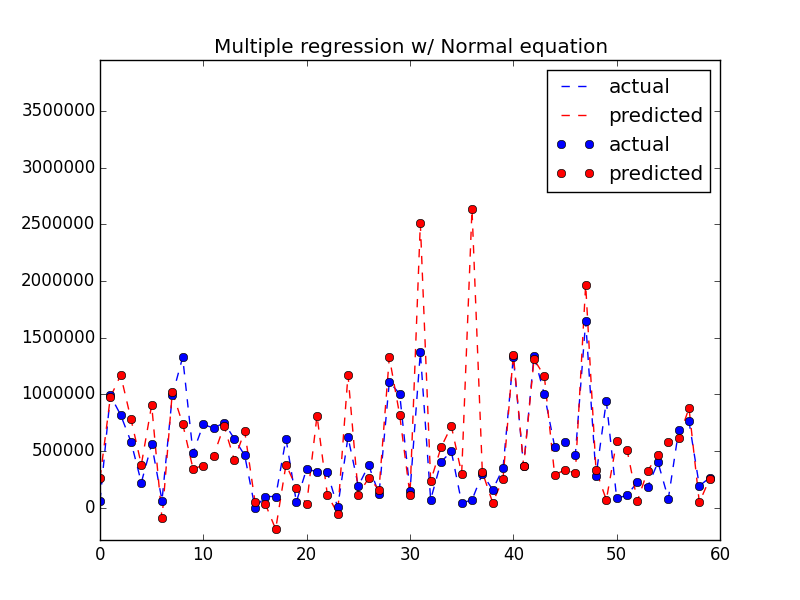 Multiple regression w/ Normal equation
actual
predicted
actual
predicted
3500000
3000000
2500000
2000000
1500000
1000000
500000
0
0 10 20 30 40 50 60